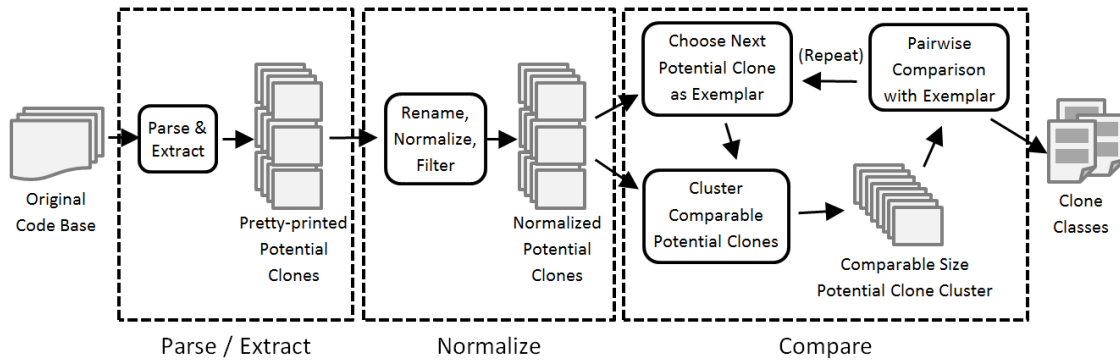 Original
Code Base
Parse &
Extract
Pretty-printed
Potential
Clones
Parse / Extract
Rename,
Normalize,
Filter
Normalized
Potential
Clones
Normalize
Choose Next
Potential Clone
as Exemplar
(Repeat)
Pairwise
Comparison
with Exemplar
Cluster
Comparable
Potential Clones
Comparable Size
Potential Clone Cluster
Compare
Clone
Classes